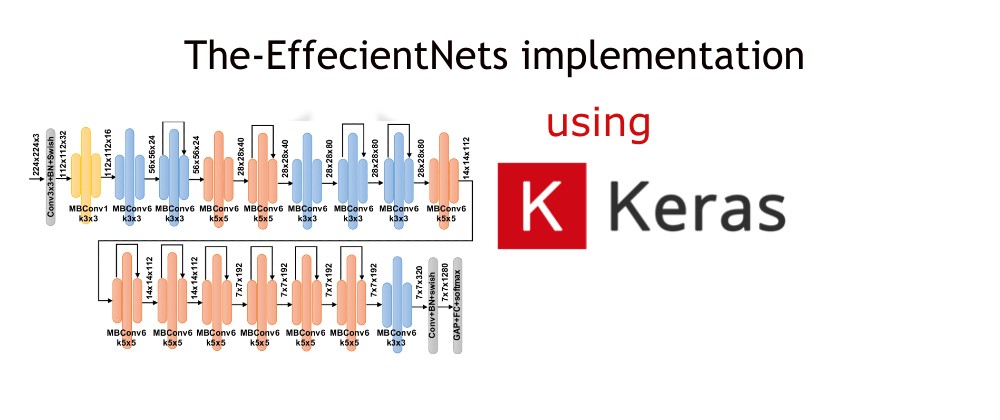 The-EffecientNets implementation
using
K Keras
224x224x3
Conv3x3+BN+Swish
112x112x32
MBConv1
k3x3
112x112x16
MBConv6
k3x3
56x56x24
MBConv6
k3x3
56x56x24
MBConv6
k5x5
28x28x40
MBConv6
k5x5
28x28x40
MBConv6
k3x3
28x28x80
MBConv6
k3x3
28x28x80
MBConv6
k3x3
28x28x80
MBConv6
k5x5
14x14x112
MBConv6
k5x5
14x14x112
MBConv6
k5x5
14x14x112
MBConv6
k5x5
7x7x192
MBConv6
k5x5
7x7x192
MBConv6
k5x5
7x7x192
MBConv6
k5x5
7x7x192
MBConv6
k3x3
7x7x320
Conv+BN+swish
7x7x1280
GAP+FC+softmax